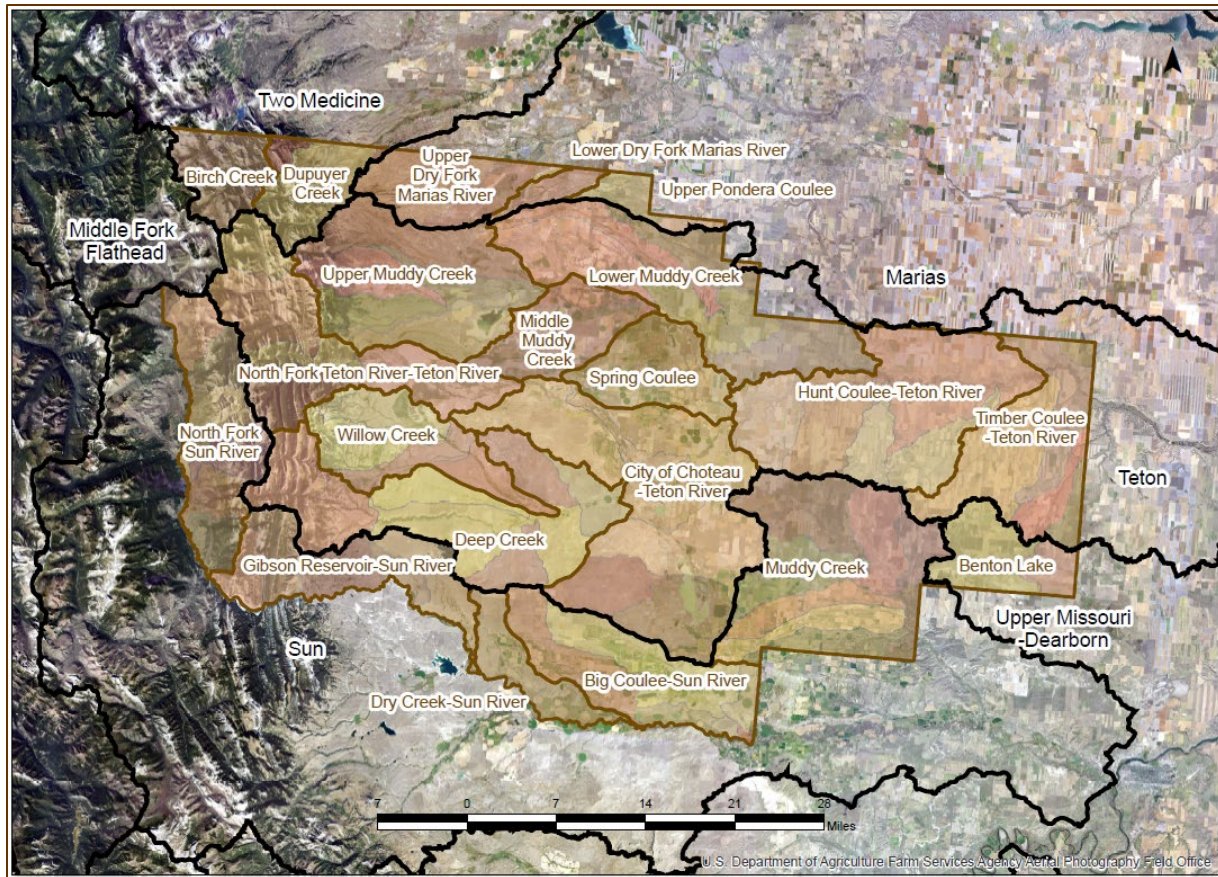 Two Medicine
Lower Dry Fork Marias River
Upper
Dry Fork
Marias River
Birch Creek
Dupuyer
Creek
Upper Pondera Coulee
Middle Fork
Flathead
Upper Muddy Creek
Lower Muddy Creek
Marias
Middle
Muddy
Creek
North Fork Teton River-Teton River
Spring Coulee
Hunt Coulee-Teton River
Timber Coulee
-Teton River
North Fork
Sun River
Willow Creek
City of Choteau
-Teton River
Teton
Deep Creek
Gibson Reservoir-Sun River
Muddy Creek
Benton Lake
Upper Missouri
-Dearborn
Sun
Big Coulee-Sun River
Dry Creek-Sun River
7 0 7 14 21 28
Miles
U.S. Department of Agriculture Farm Services Agency Aerial Photography Field Office